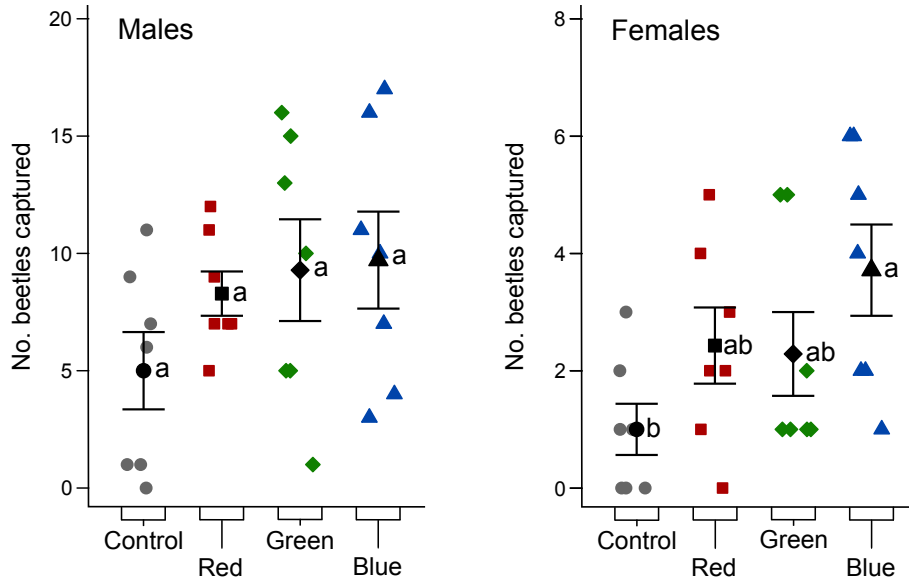 Males
No. beetles captured
20
15
10
5
0
a
a
a
a
Control
Red
Green
Blue
Females
No. beetles captured
8
6
4
2
0
b
ab
ab
a
Control
Red
Green
Blue